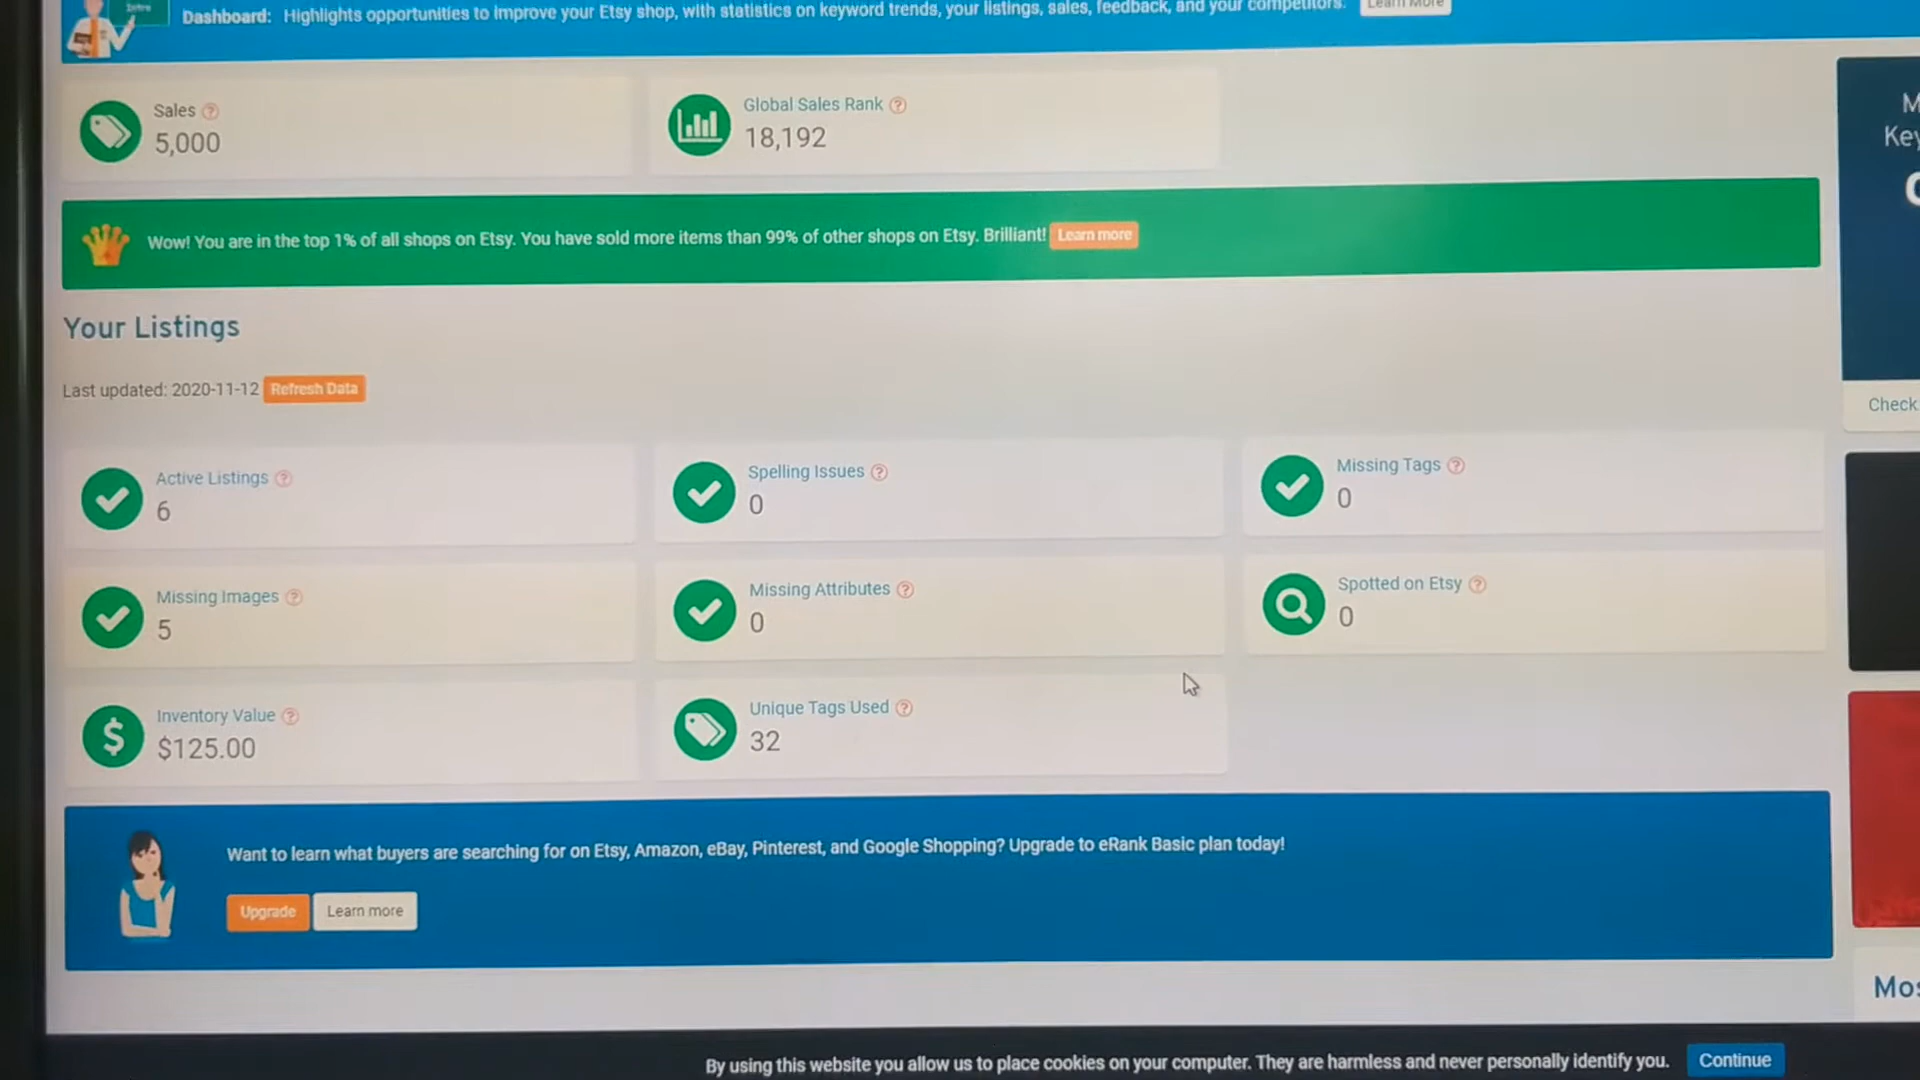 Dashboard: Highlights opportunities to improve your Etsy shop, with statistics on keyword trends, your listings, sales, feedback, and your competitors. Learn More
Sales
5,000
Global Sales Rank
18,192
Wow! You are in the top 1% of all shops on Etsy. You have sold more items than 99% of other shops on Etsy. Brilliant! Learn more
Your Listings
Last updated: 2020-11-12 Refresh Data
Active Listings
6
Spelling Issues
0
Missing Tags
0
Missing Images
5
Missing Attributes
0
Spotted on Etsy
0
Inventory Value
$125.00
Unique Tags Used
32
Want to learn what buyers are searching for on Etsy, Amazon, eBay, Pinterest, and Google Shopping? Upgrade to eRank Basic plan today!
Upgrade Learn more
Check
By using this website you allow us to place cookies on your computer. They are harmless and never personally identify you. Continue